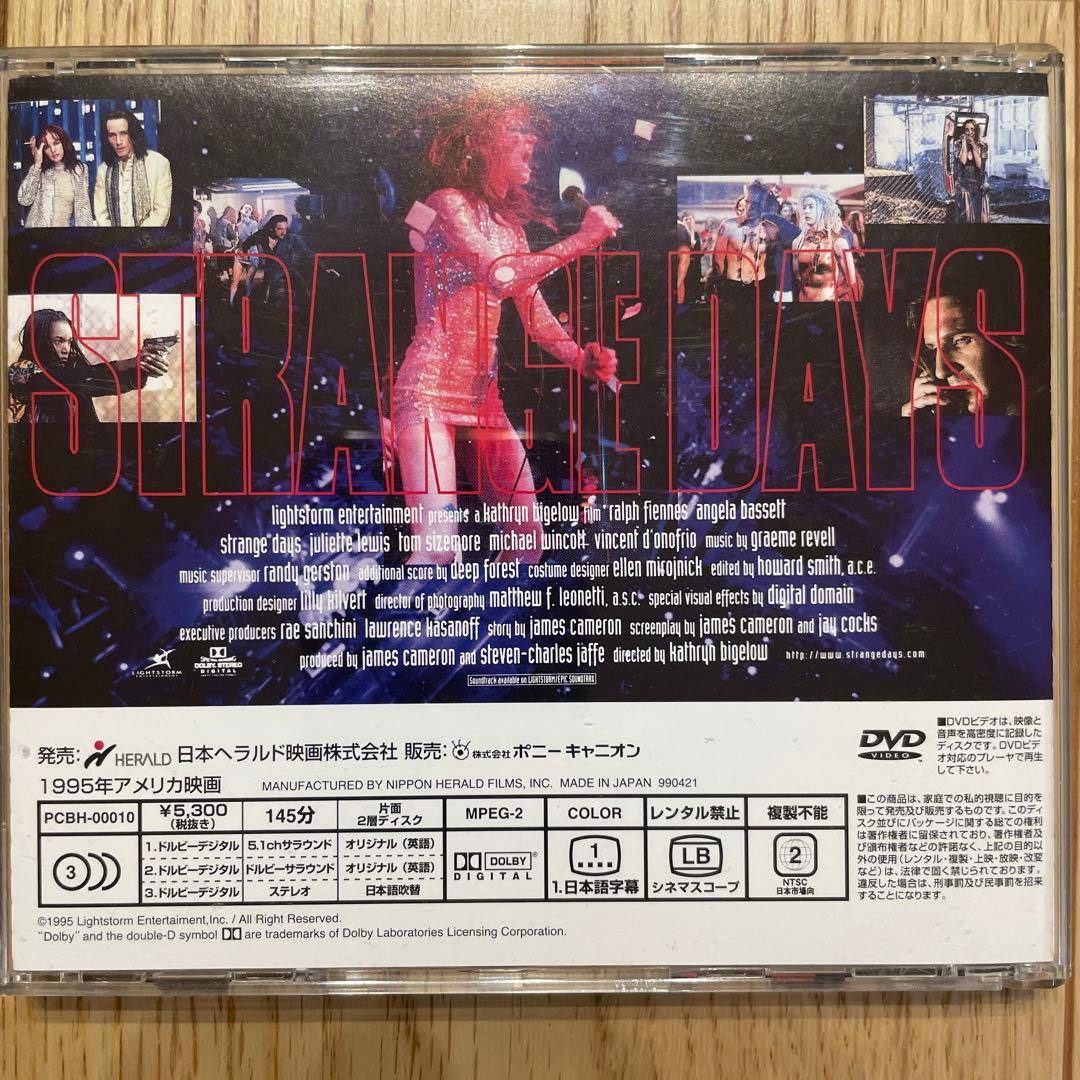 STRANGE DAYS
lightstorm entertainment presents a kathryn bigelow film ralph fiennes angela bassett
strange days juliette lewis tom sizemore michael wincott vincent d'onofrio music by graeme revell
music supervisor randy gerston additional score by deep forest costume designer ellen mirojnick edited by howard smith, a.c.e.
production designer lilly kilvert director of photography matthew f. leonetti, a.s.c. special visual effects by digital domain
executive producers rae sanchini lawrence kasanoff story by james cameron screenplay by james cameron and jay cocks
produced by james cameron and steven-charles jaffe directed by kathryn bigelow http://www.strangedays.com
LIGHTSTORM
ENTERTAINMENT
DOLBY STEREO
DIGITAL
Soundtrack available on LIGHTSTORM/EPIC SOUNDTRAX
発売: HERALD 日本ヘラルド映画株式会社 販売: 株式会社 ポニーキャニオン
1995年アメリカ映画 MANUFACTURED BY NIPPON HERALD FILMS, INC. MADE IN JAPAN 990421
DVD
VIDEO
■DVDビデオは、映像と
音声を高密度に記録した
ディスクです。DVDビデ
オ対応のプレーヤで再生
して下さい。
PCBH-00010
¥5,300
(税抜き)
145分
片面
2層ディスク
MPEG-2
COLOR
レンタル禁止
複製不能
3
1.ドルビーデジタル 5.1chサラウンド オリジナル(英語)
2.ドルビーデジタル ドルビーサラウンド オリジナル(英語)
3.ドルビーデジタル ステレオ 日本語吹替
DOLBY
DIGITAL
1
1.日本語字幕
LB
シネマスコープ
2
NTSC
日本市場向
■この商品は、家庭での私的視聴に目的を
限って発売及び販売するものです。このディ
スク並びにパッケージに関する総ての権利
は著作権者に留保されており、著作権者及
び頒布権者などの許諾なく、上記の目的以
外の使用(レンタル・複製・上映・放映・改変
など)は、法律で固く禁じられています。
違反した場合は、刑事罰及び民事罰を招来
することになります。
©1995 Lightstorm Entertaiment,Inc. / All Right Reserved.
"Dolby" and the double-D symbol are trademarks of Dolby Laboratories Licensing Corporation.